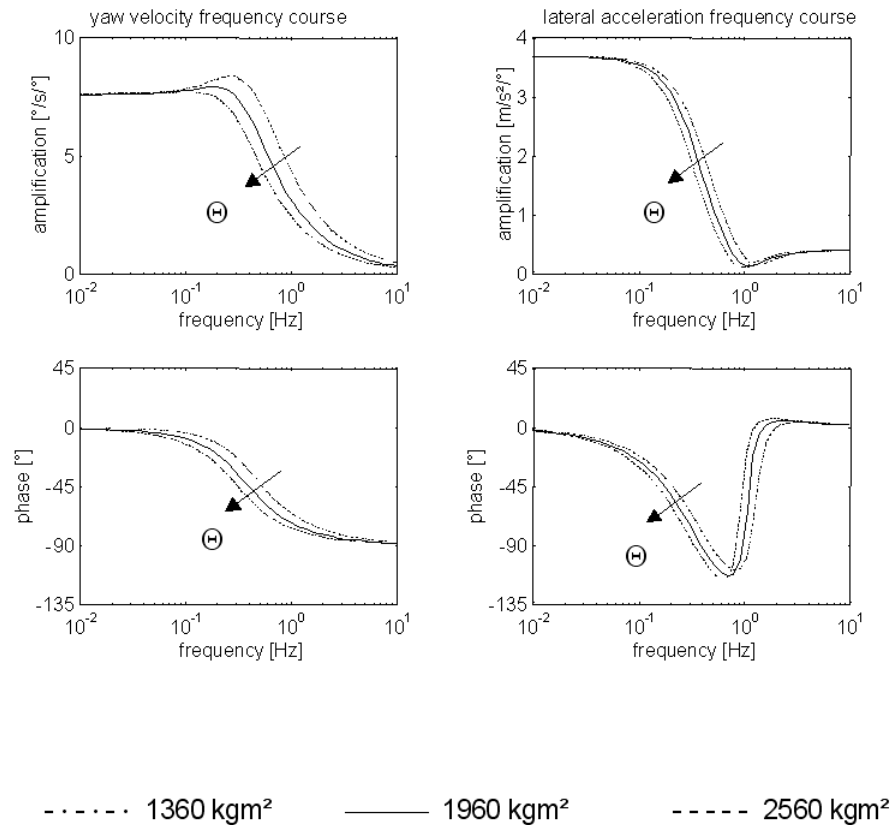 yaw velocity frequency course
lateral acceleration frequency course
amplification [°/s/°]
10
5
0
Θ
10⁻² 10⁻¹ 10⁰ 10¹
frequency [Hz]
amplification [m/s²/°]
4
3
2
1
0
Θ
10⁻² 10⁻¹ 10⁰ 10¹
frequency [Hz]
phase [°]
45
0
-45
-90
-135
Θ
10⁻² 10⁻¹ 10⁰ 10¹
frequency [Hz]
phase [°]
45
0
-45
-90
-135
Θ
10⁻² 10⁻¹ 10⁰ 10¹
frequency [Hz]
1360 kgm² 1960 kgm² 2560 kgm²